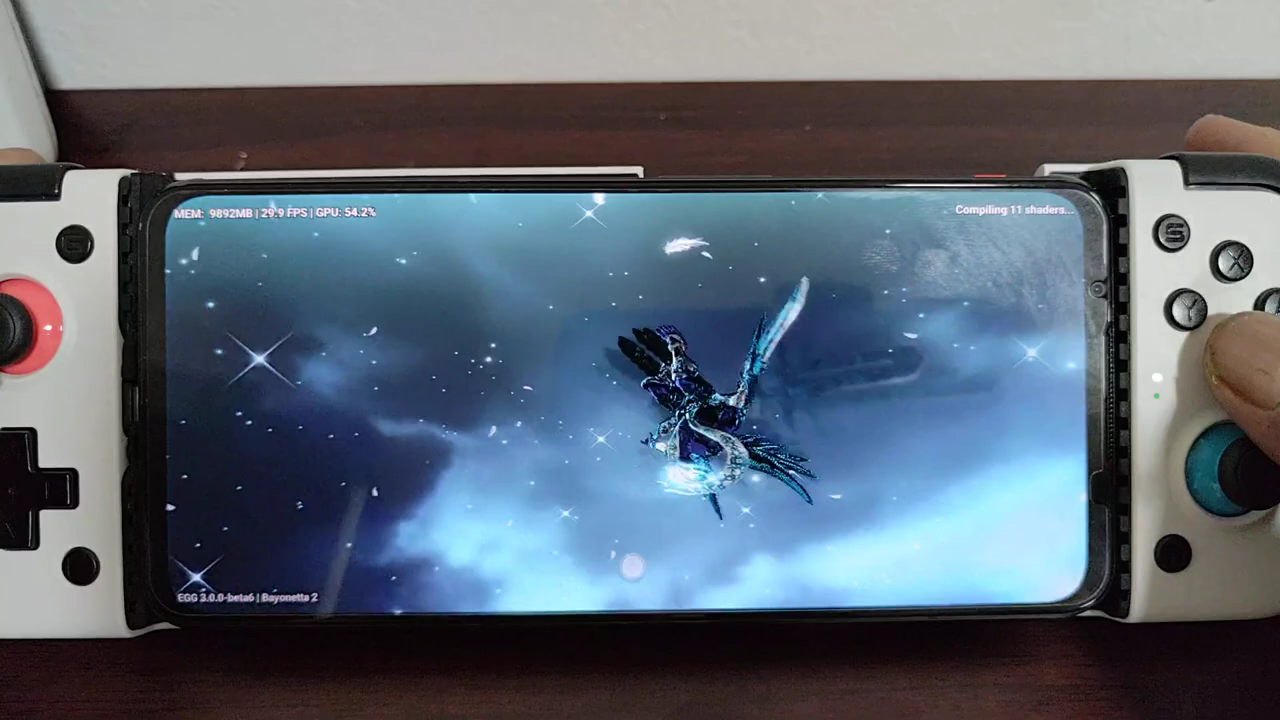 MEM: 9892MB | 29.9 FPS | GPU: 54.2%
Compiling 11 shaders...
S
S
X
Y
EGG 3.0.0-beta6 | Bayonetta 2